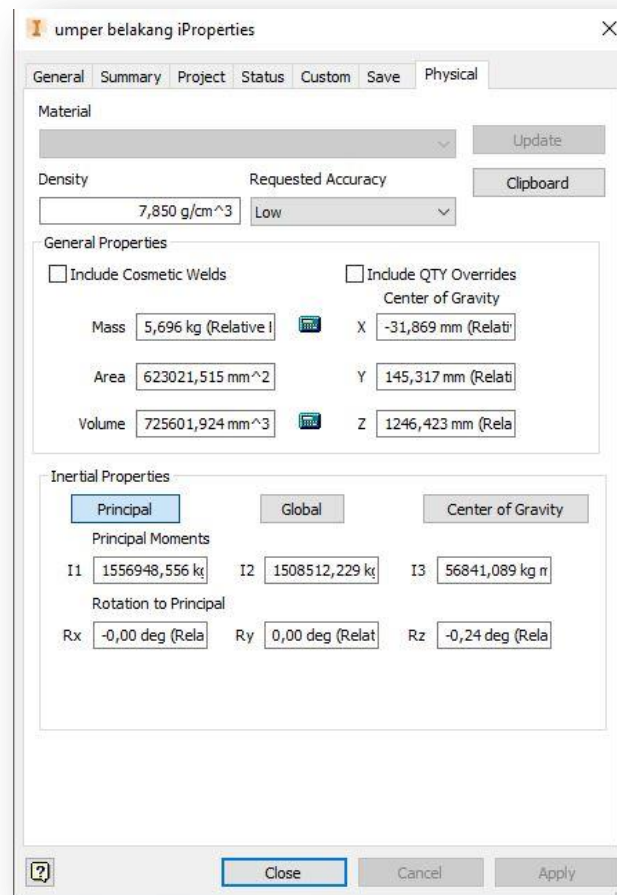 umper belakang iProperties
General Summary Project Status Custom Save Physical
Material
Update
Density Requested Accuracy Clipboard
7,850 g/cm^3 Low
General Properties
Include Cosmetic Welds Include QTY Overrides
Center of Gravity
Mass 5,696 kg (Relative X -31,869 mm (Relati
Area 623021,515 mm^2 Y 145,317 mm (Relati
Volume 725601,924 mm^3 Z 1246,423 mm (Rela
Inertial Properties
Principal Global Center of Gravity
Principal Moments
I1 1556948,556 kg I2 1508512,229 kg I3 56841,089 kg m
Rotation to Principal
Rx -0,00 deg (Rela Ry 0,00 deg (Relat Rz -0,24 deg (Rela
Close Cancel Apply